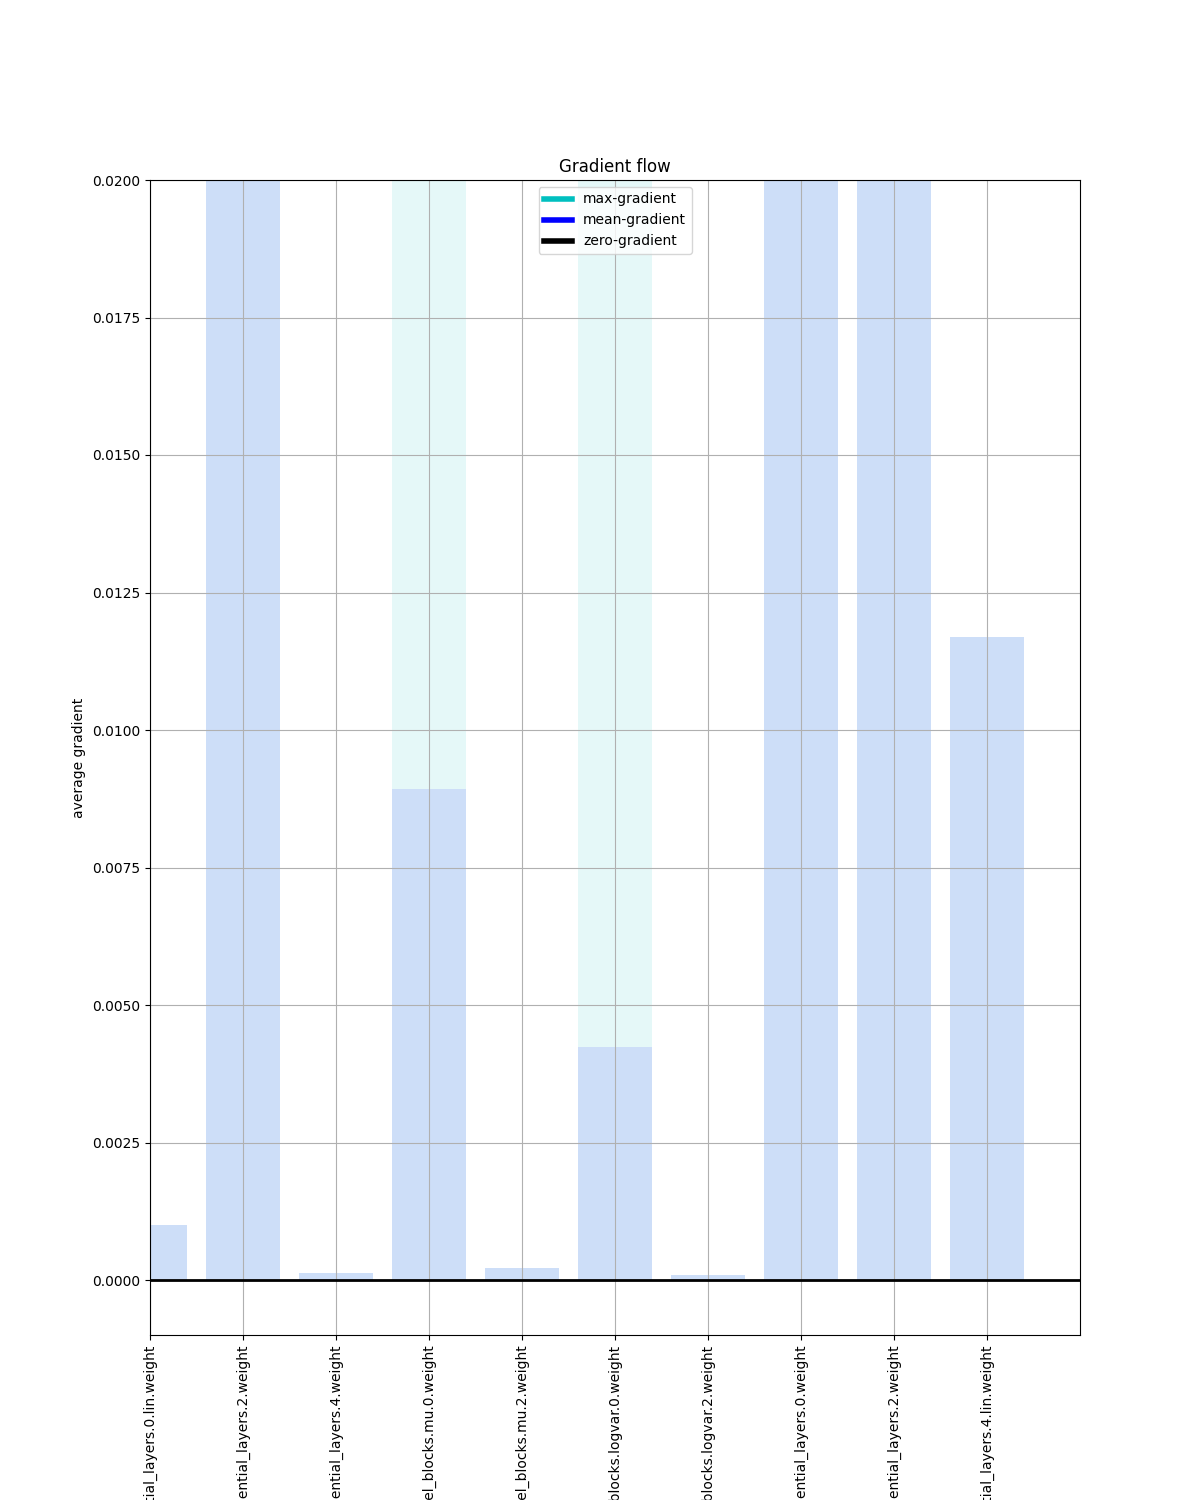 Gradient flow
max-gradient
mean-gradient
zero-gradient
0.0200
0.0175
0.0150
0.0125
0.0100
0.0075
0.0050
0.0025
0.0000
average gradient
tial_layers.0.lin.weight
ential_layers.2.weight
ential_layers.4.weight
el_blocks.mu.0.weight
el_blocks.mu.2.weight
blocks.logvar.0.weight
blocks.logvar.2.weight
ential_layers.0.weight
ential_layers.2.weight
tial_layers.4.lin.weight